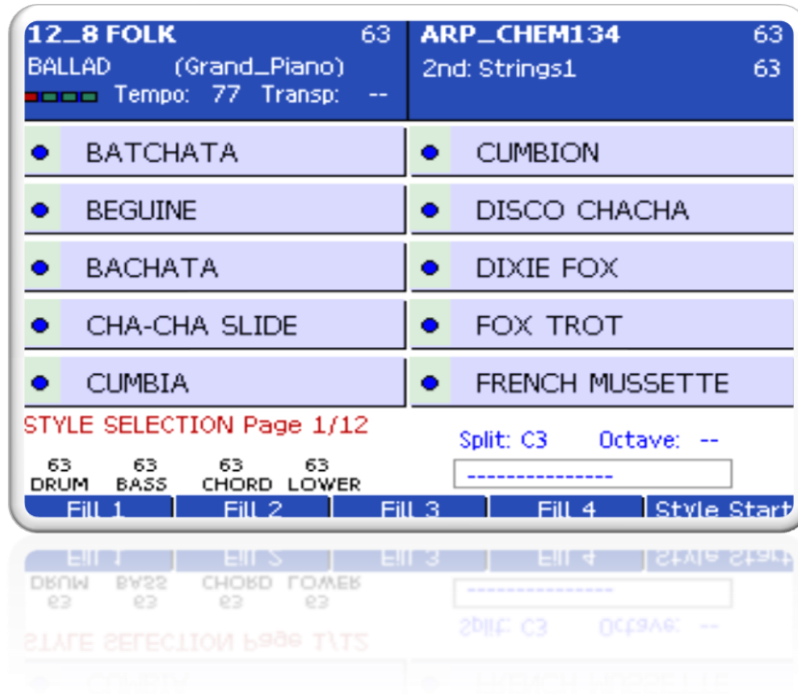 12_8 FOLK 63 ARP_CHEM134 63
BALLAD (Grand_Piano) 2nd: Strings1 63
Tempo: 77 Transp: --
BATCHATA CUMBION
BEGUINE DISCO CHACHA
BACHATA DIXIE FOX
CHA-CHA SLIDE FOX TROT
CUMBIA FRENCH MUSSETTE
STYLE SELECTION Page 1/12
Split: C3 Octave: --
63 63 63 63
DRUM BASS CHORD LOWER ---------------
Fill 1 Fill 2 Fill 3 Fill 4 Style Start